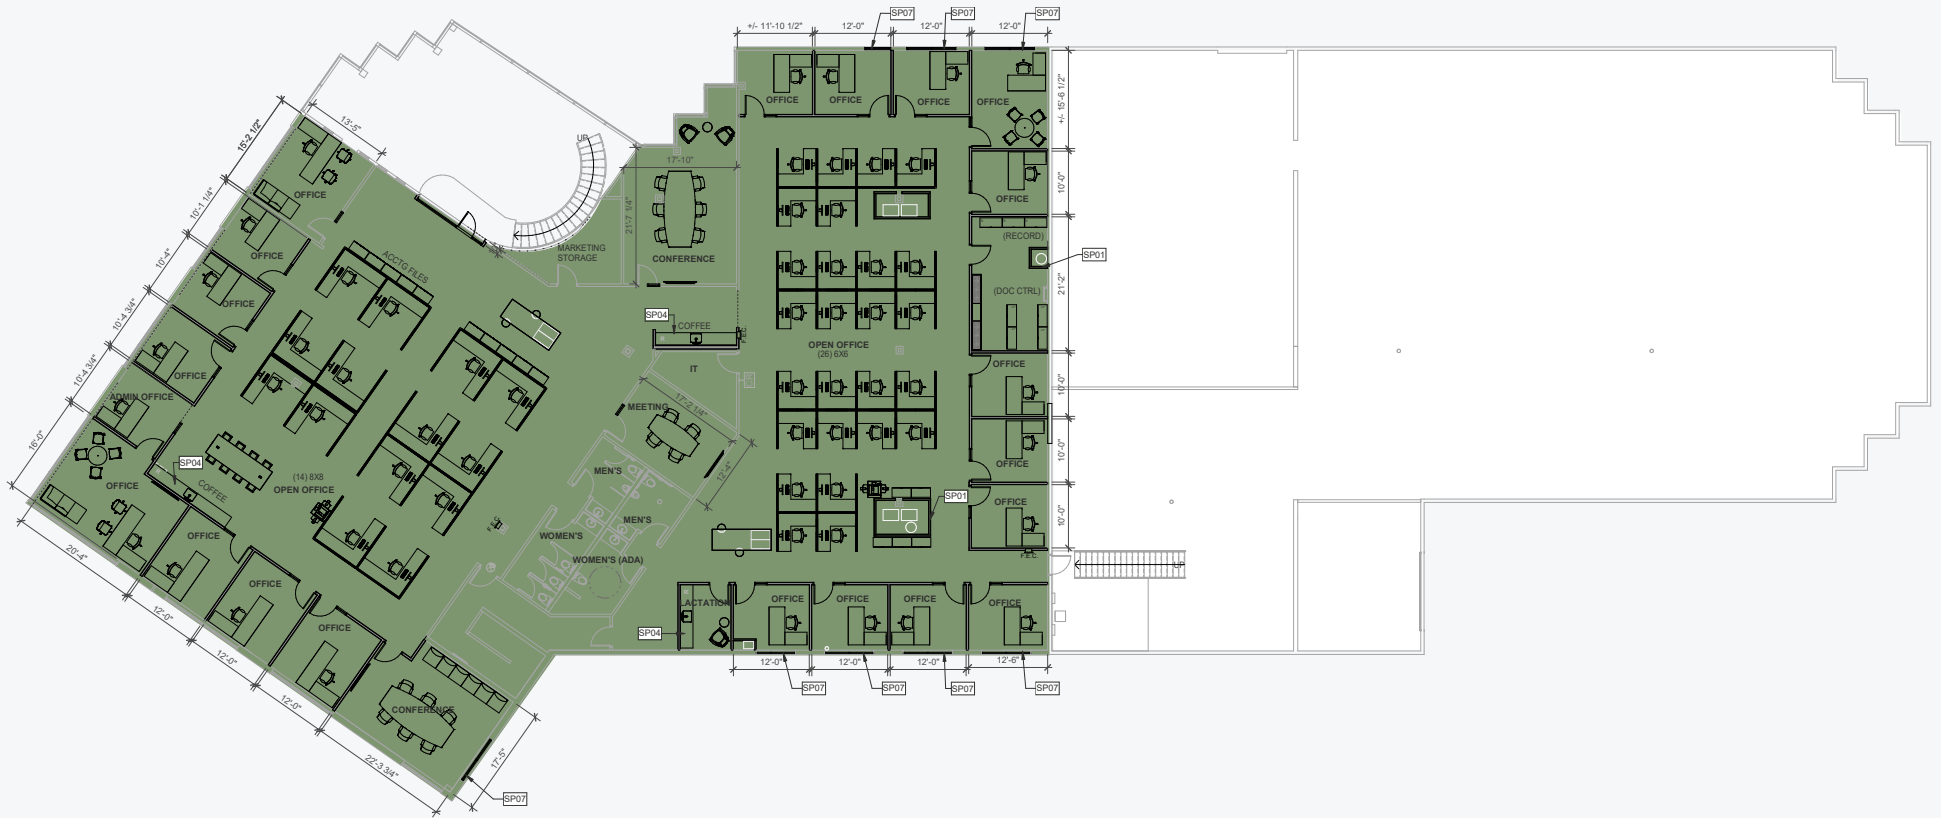 SP07
SP07
SP07
+/- 11'-10 1/2"
12'-0"
12'-0"
12'-0"
OFFICE
OFFICE
OFFICE
OFFICE
+/- 15'-6 1/2"
15'-2 1/2"
13'-5"
UP
17'-10"
OFFICE
OFFICE
10'-0"
10'-1 1/4"
21'-7 1/4"
MARKETING
STORAGE
CONFERENCE
(RECORD)
SP01
21'-2"
(DOC CTRL)
OFFICE
10'-4"
ACCTG FILES
OFFICE
10'-4 3/4"
SP04
COFFEE
F.E.C.
OPEN OFFICE
(26) 6X6
IT
OFFICE
10'-0"
OFFICE
10'-4 3/4"
ADMIN OFFICE
MEETING
17'-2 1/4"
16'-0"
SP04
COFFEE
(14) 8X8
OPEN OFFICE
OFFICE
MEN'S
12'-4"
OFFICE
10'-0"
SP01
OFFICE
10'-0"
MEN'S
F.E.C.
WOMEN'S
OFFICE
20'-4"
WOMEN'S (ADA)
F.E.C.
UP
OFFICE
12'-0"
LACTATION
OFFICE
OFFICE
OFFICE
OFFICE
OFFICE
SP04
12'-0"
12'-0"
12'-0"
12'-0"
12'-6"
SP07
SP07
SP07
SP07
12'-0"
CONFERENCE
22'-3 3/4"
17'-5"
SP07